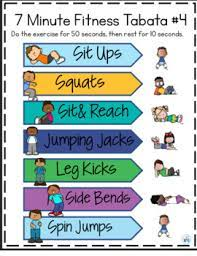 7 Minute Fitness Tabata #4
Do the exercise for 50 seconds, then rest for 10 seconds.
Sit Ups
Squats
Sit & Reach
Jumping Jacks
Leg Kicks
Side Bends
Spin Jumps